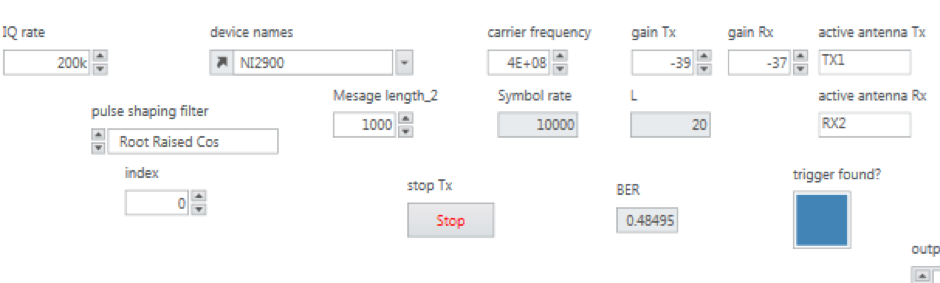 IQ rate device names carrier frequency gain Tx gain Rx active antenna Tx
200k NI2900 4E+08 -39 -37 TX1
Mesage length_2 Symbol rate L active antenna Rx
pulse shaping filter 1000 10000 20 RX2
Root Raised Cos
index stop Tx BER trigger found?
0 Stop 0.48495
outp